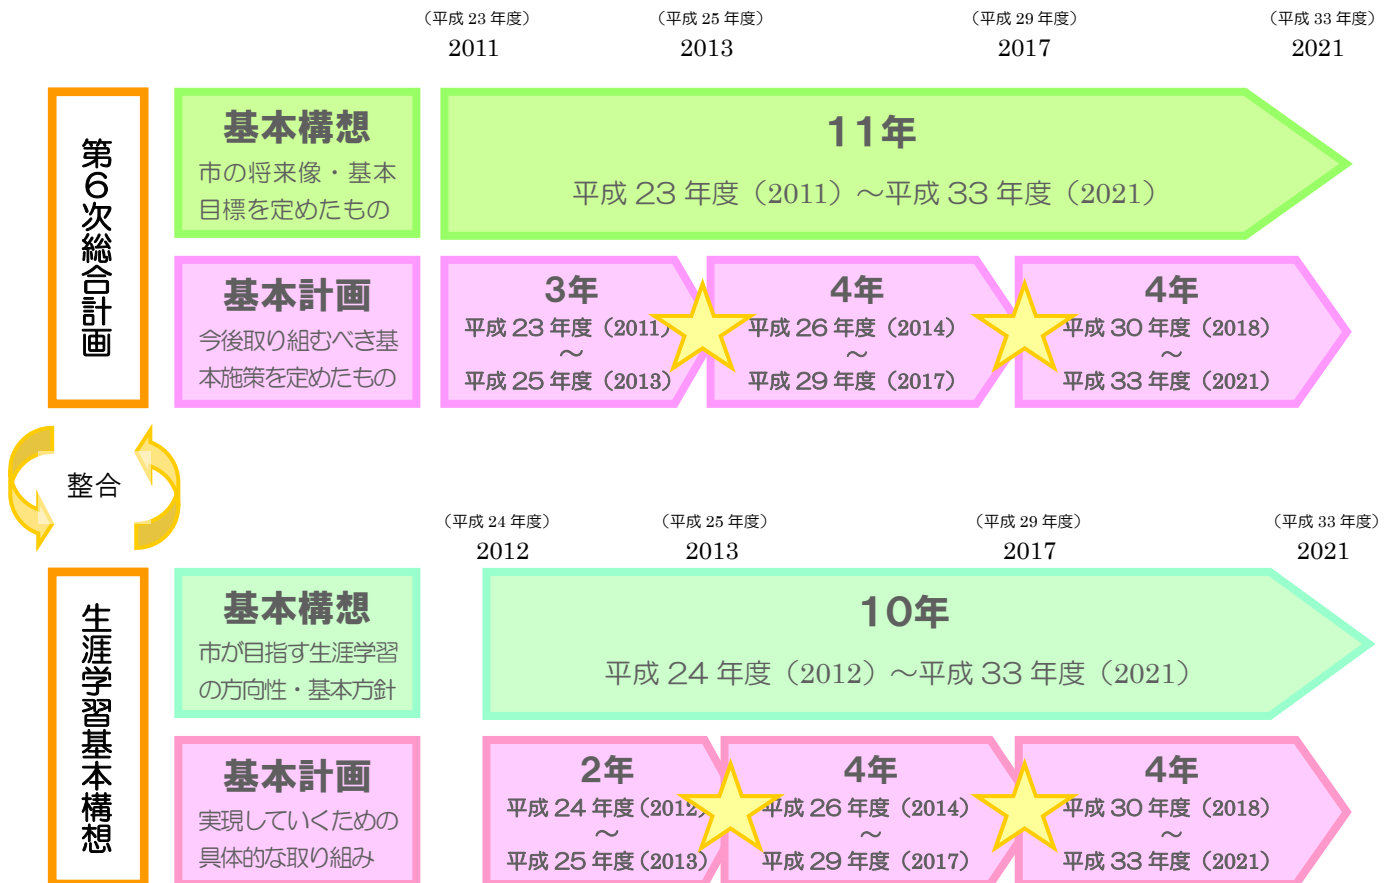 （平成 23 年度）
2011
（平成 25 年度）
2013
（平成 29 年度）
2017
（平成 33 年度）
2021
第６次総合計画
基本構想
市の将来像・基本
目標を定めたもの
11年
平成 23 年度（2011）～平成 33 年度（2021）
基本計画
今後取り組むべき基
本施策を定めたもの
3年
平成 23 年度（2011）
～
平成 25 年度（2013）
4年
平成 26 年度（2014）
～
平成 29 年度（2017）
4年
平成 30 年度（2018）
～
平成 33 年度（2021）
整合
（平成 24 年度）
2012
（平成 25 年度）
2013
（平成 29 年度）
2017
（平成 33 年度）
2021
生涯学習基本構想
基本構想
市が目指す生涯学習
の方向性・基本方針
10年
平成 24 年度（2012）～平成 33 年度（2021）
基本計画
実現していくための
具体的な取り組み
2年
平成 24 年度（2012）
～
平成 25 年度（2013）
4年
平成 26 年度（2014）
～
平成 29 年度（2017）
4年
平成 30 年度（2018）
～
平成 33 年度（2021）